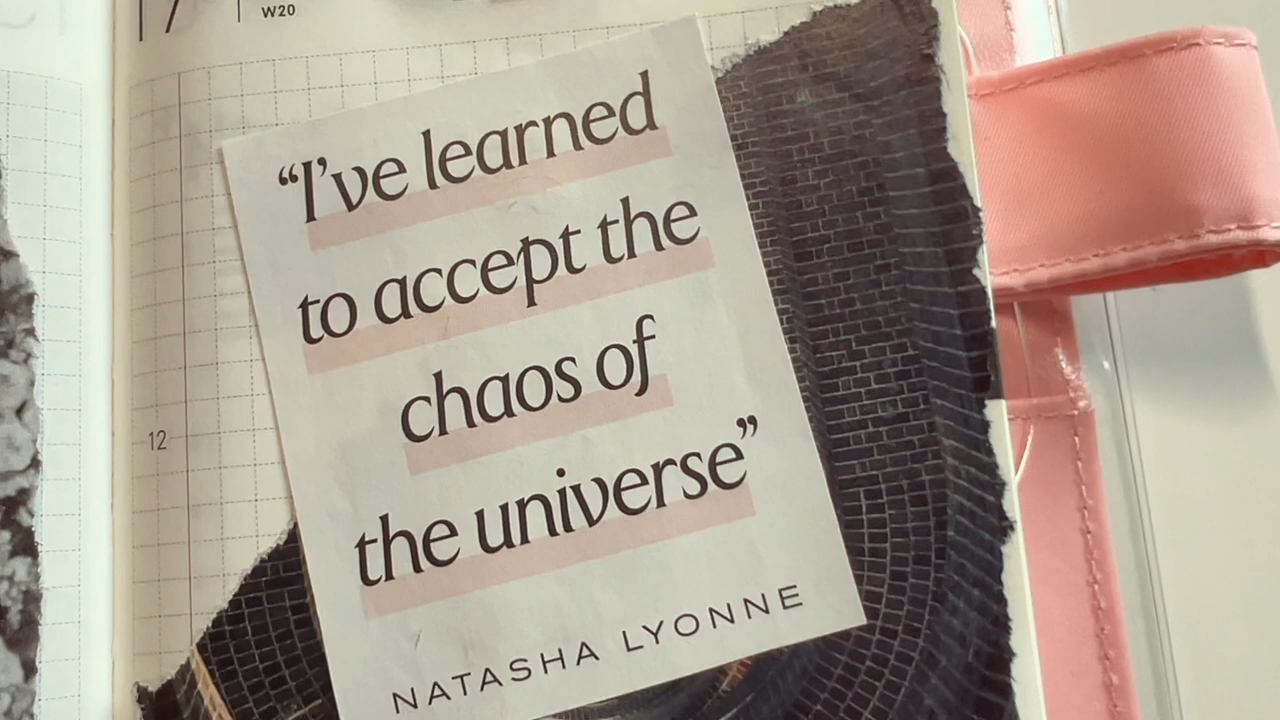 W20
“I’ve learned
to accept the
chaos of
the universe”
NATASHA LYONNE
12